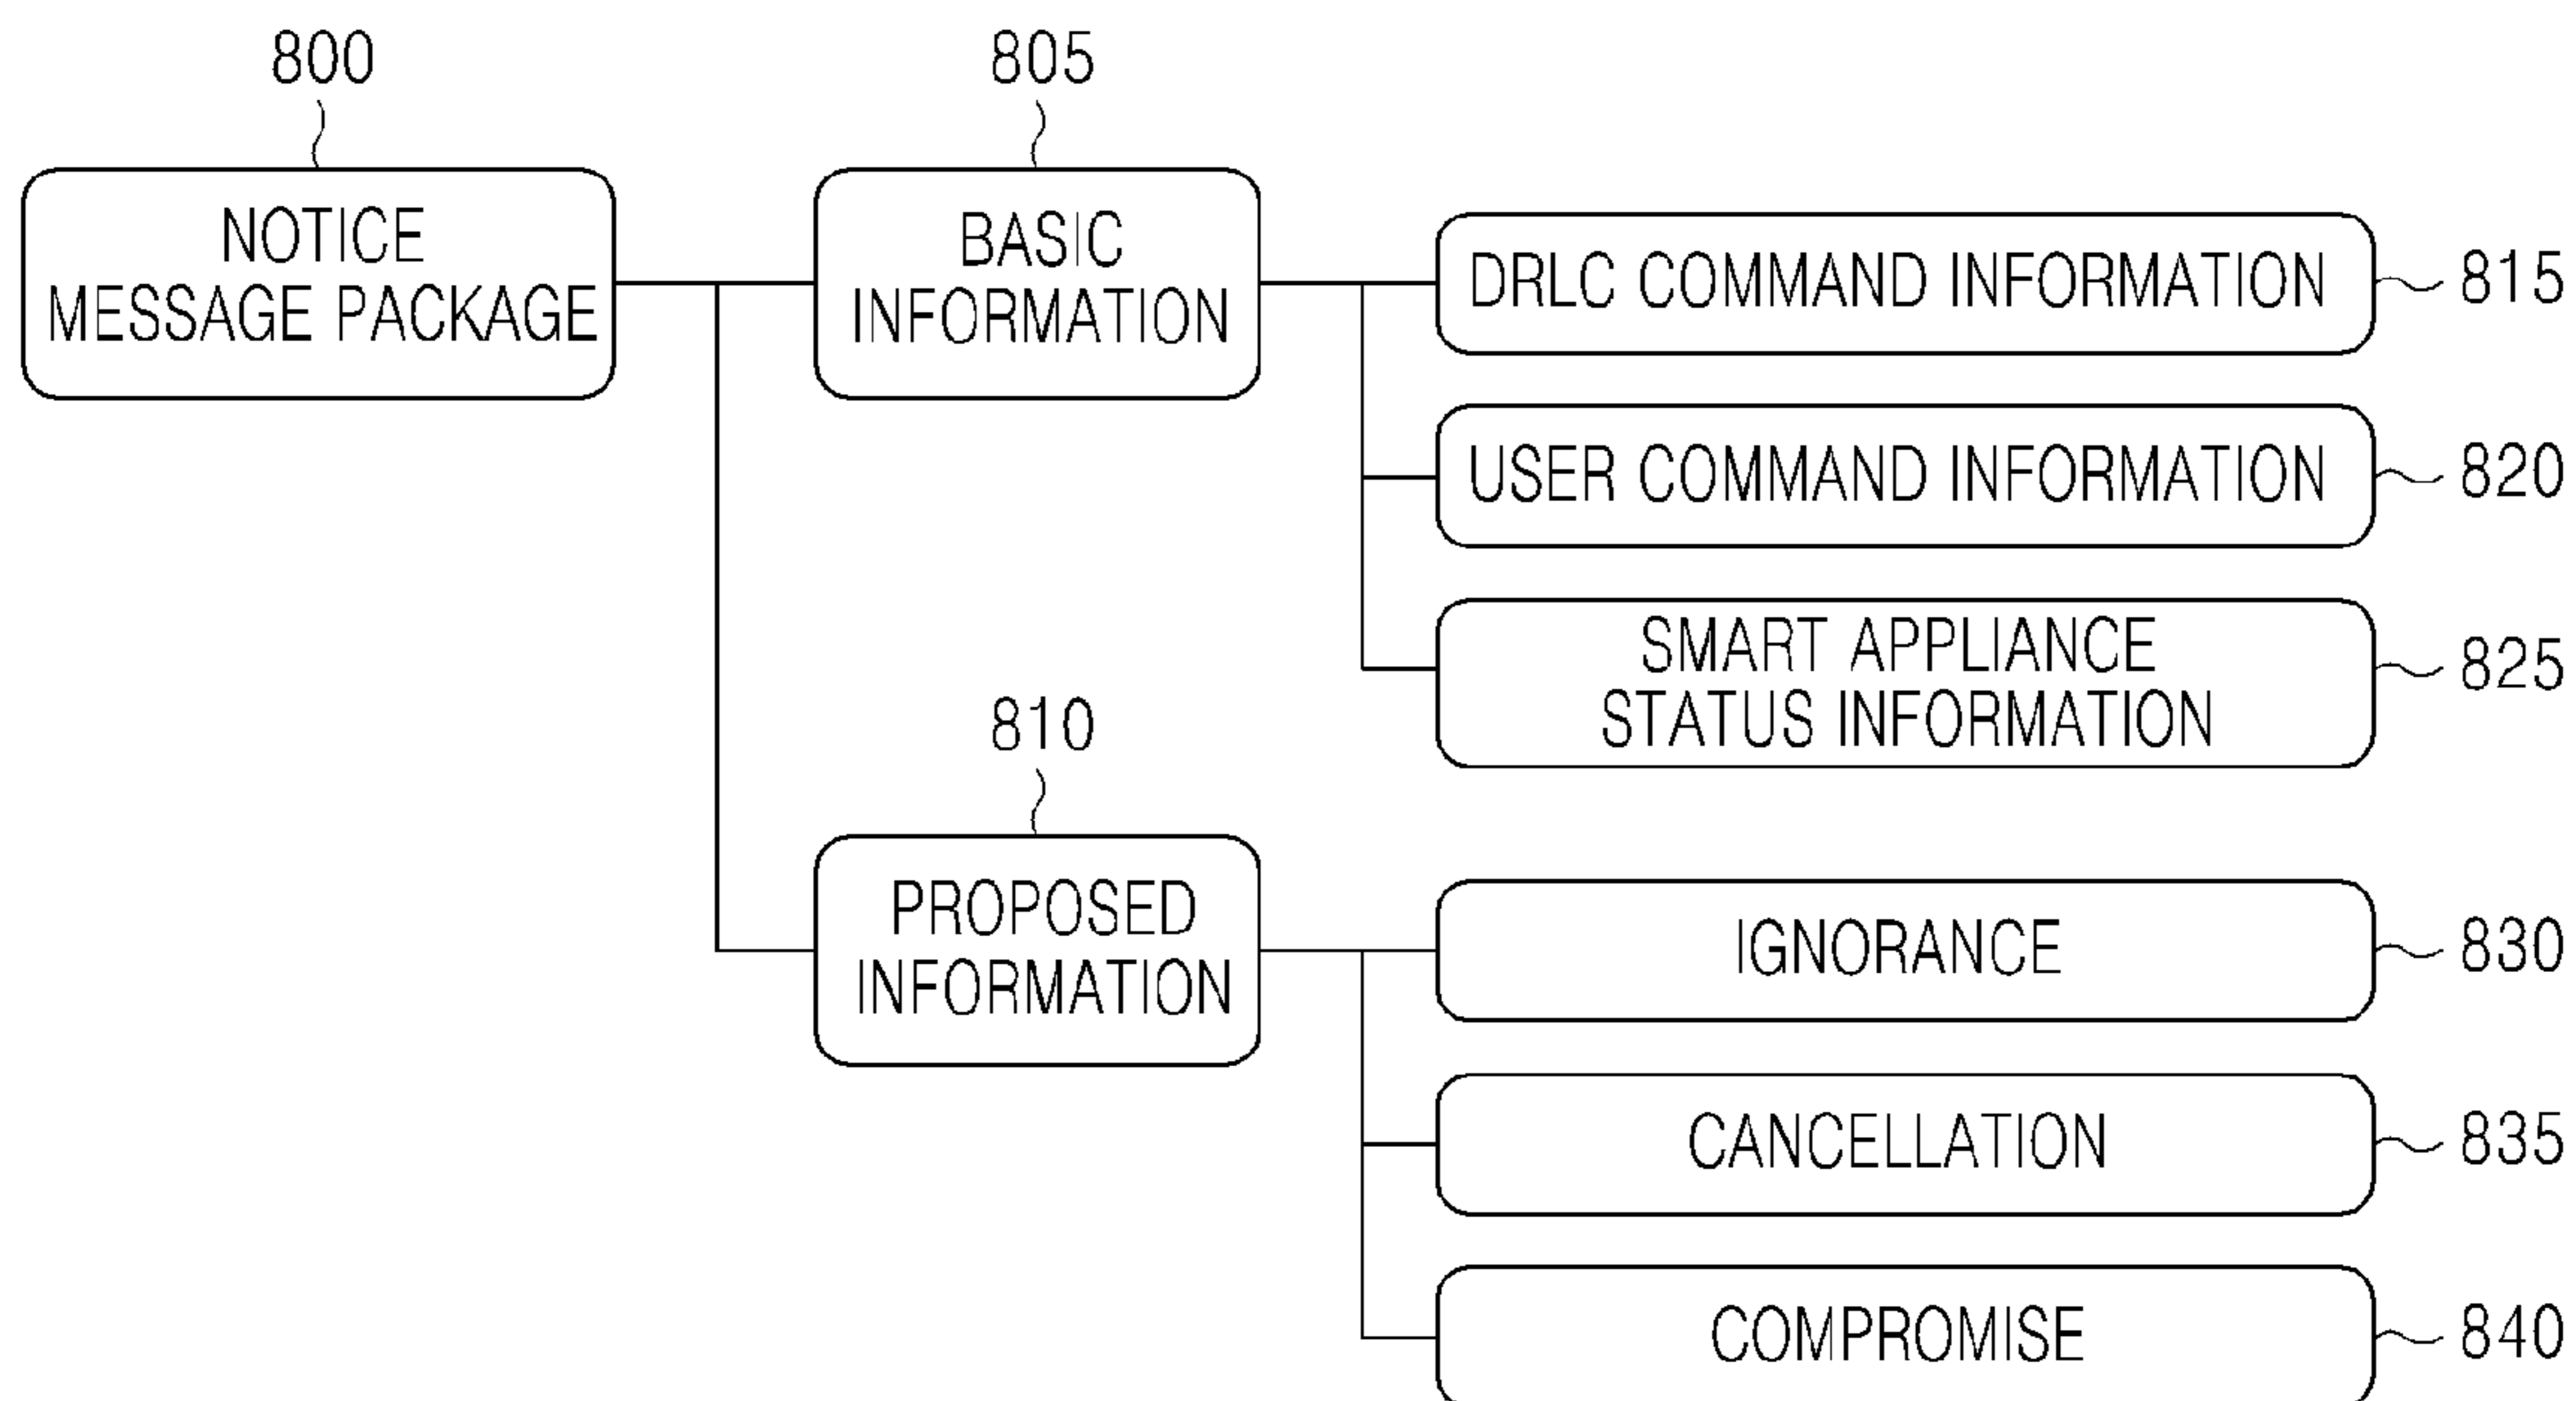 800
NOTICE
MESSAGE PACKAGE
805
BASIC
INFORMATION
DRLC COMMAND INFORMATION
815
USER COMMAND INFORMATION
820
SMART APPLIANCE
STATUS INFORMATION
825
810
PROPOSED
INFORMATION
IGNORANCE
830
CANCELLATION
835
COMPROMISE
840